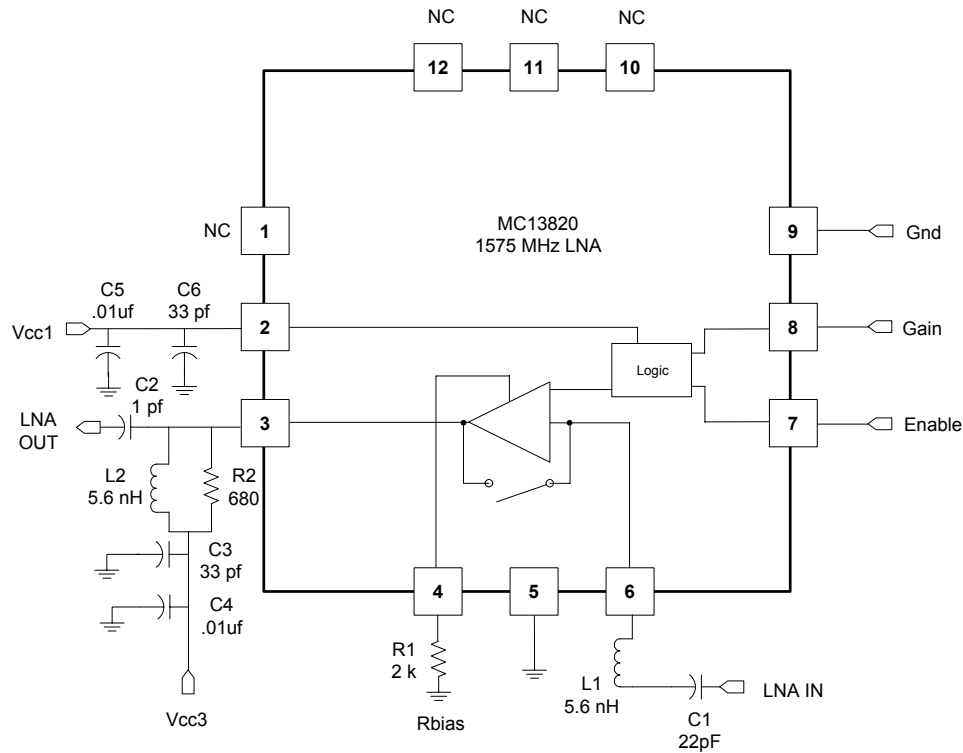 NC
NC
NC
12
11
10
MC13820
1575 MHz LNA
NC
1
9
Gnd
C5
.01uf
C6
33 pf
Vcc1
2
8
Gain
Logic
C2
1 pf
LNA
OUT
3
7
Enable
L2
5.6 nH
R2
680
C3
33 pf
C4
.01uf
Vcc3
4
5
6
R1
2 k
Rbias
L1
5.6 nH
C1
22pF
LNA IN